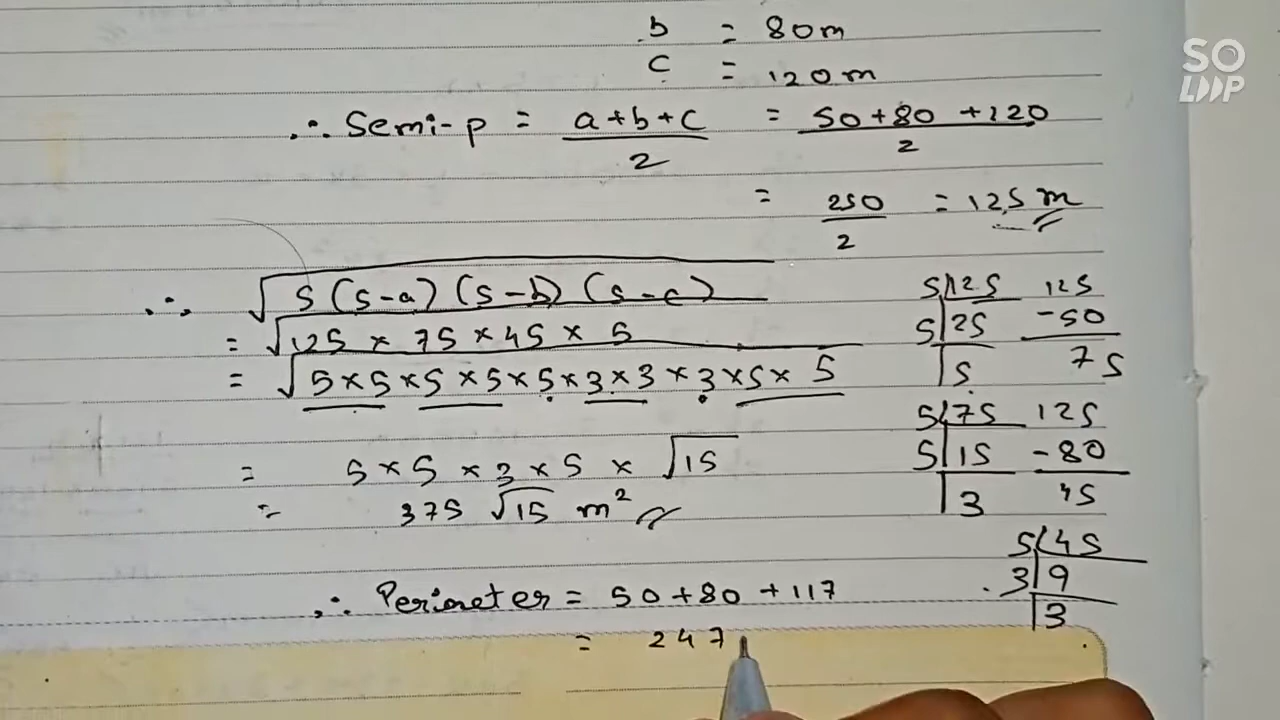 b = 80m
c = 120m
SO LOOP
∴ Semi-p = a+b+c / 2 = 50+80+120 / 2
= 250 / 2 = 125 m
∴ √s(s-a)(s-b)(s-c)
= √125 × 75 × 45 × 5
= √5×5×5×5×5×3×3×3×5×5
= 5×5×3×5×√15
= 375 √15 m²
∴ Perimeter = 50+80+117
= 247
5 125
5 25
5
125
-50
75
5 75
5 15
3
125
-80
45
5 45
3 9
3